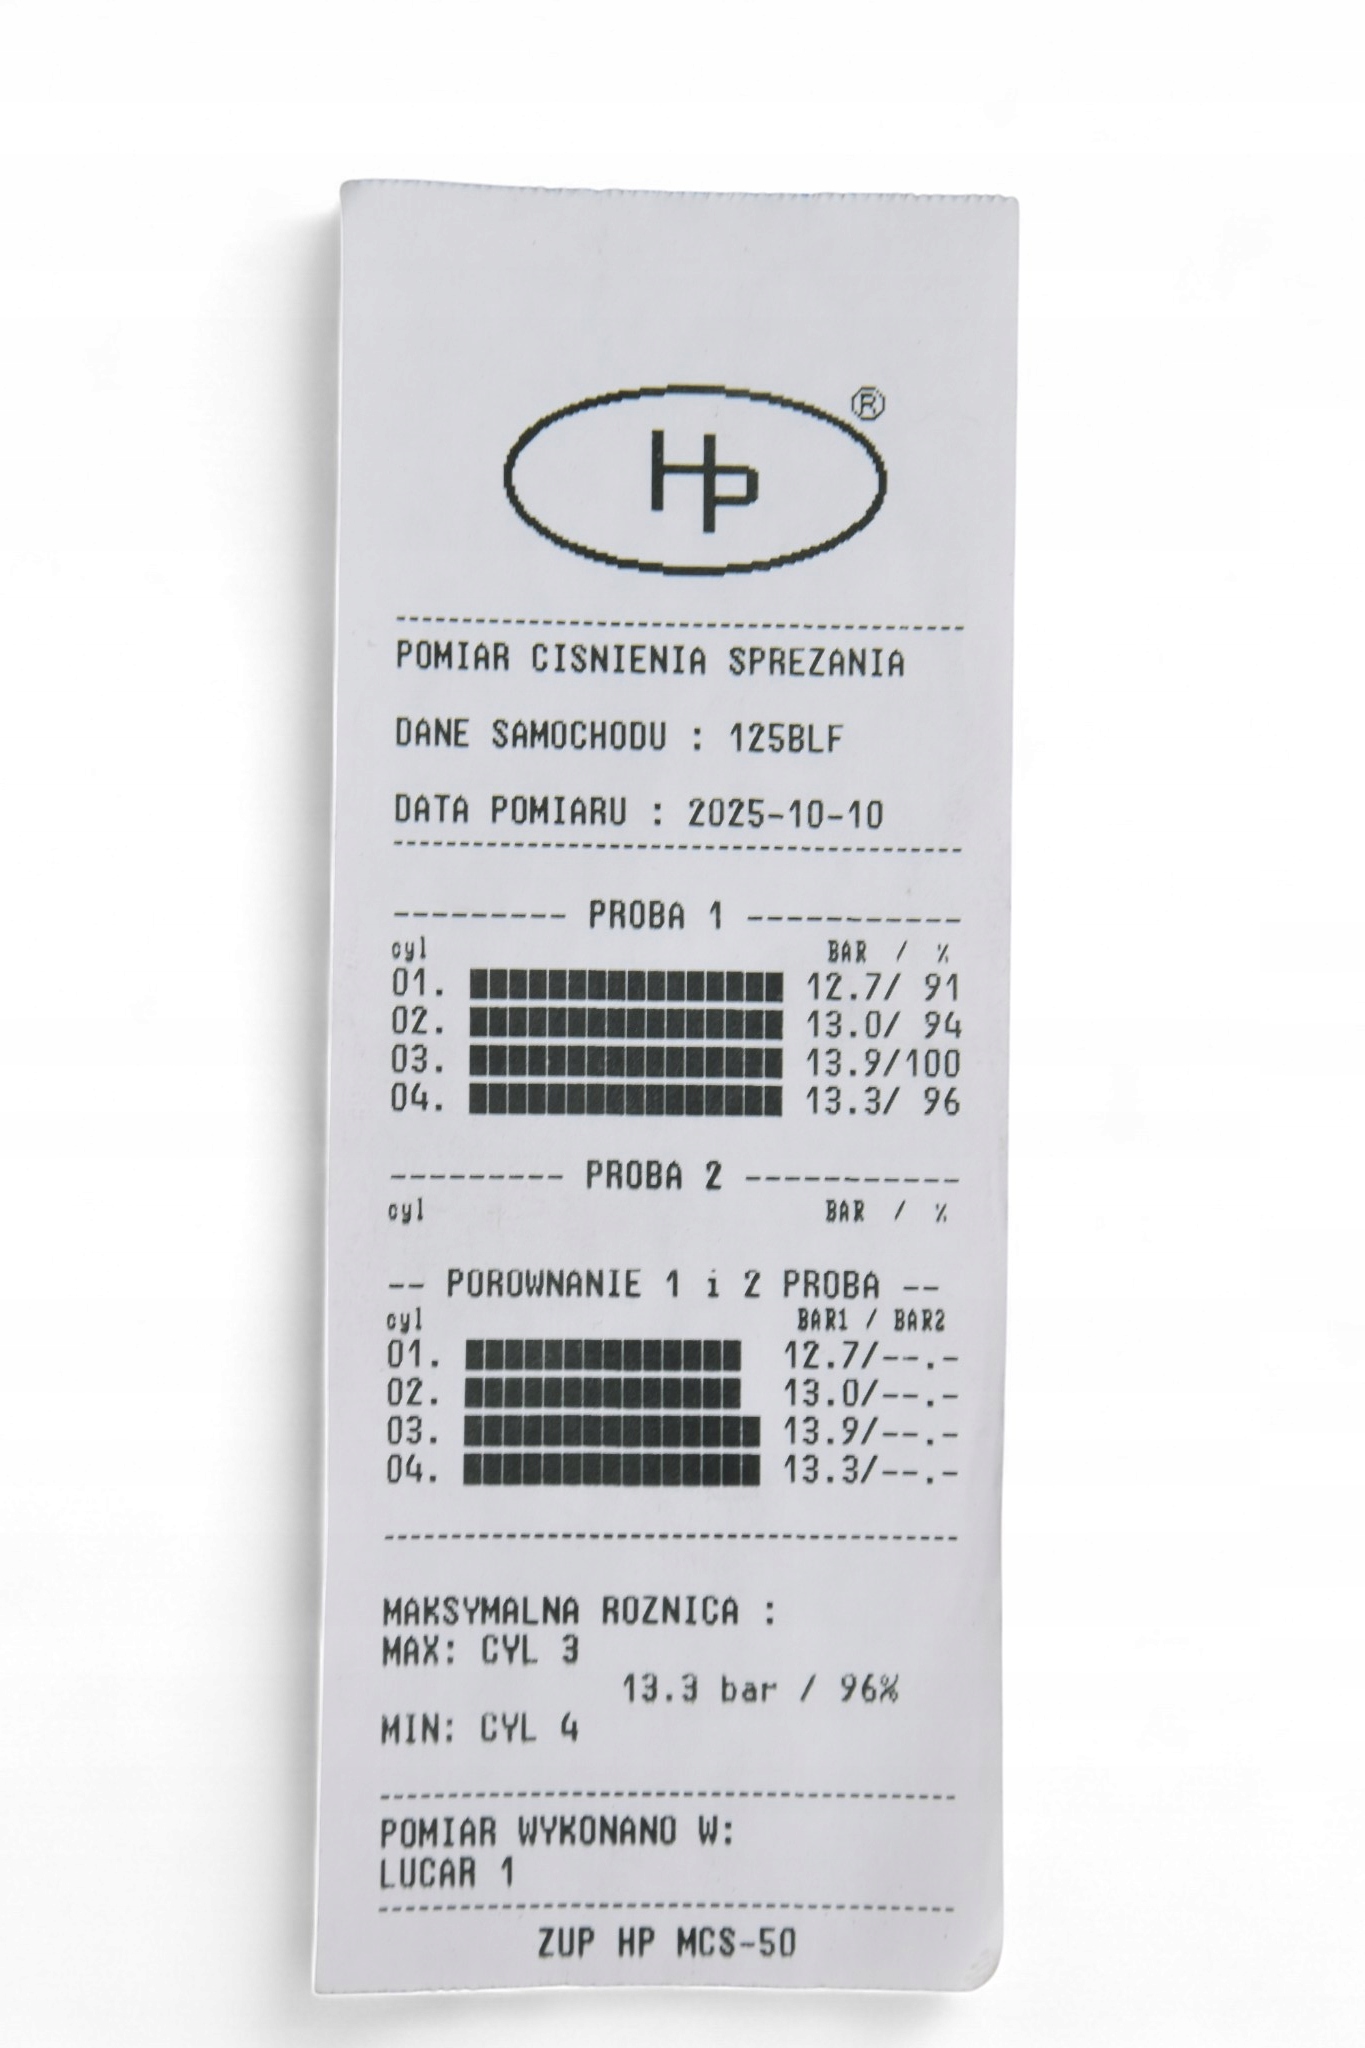 HP ®
POMIAR CISNIENIA SPREZANIA
DANE SAMOCHODU : 125BLF
DATA POMIARU : 2025-10-10
--------- PROBA 1 -----------
cyl BAR / %
01. 12.7/ 91
02. 13.0/ 94
03. 13.9/100
04. 13.3/ 96
--------- PROBA 2 -----------
cyl BAR / %
-- POROWNANIE 1 i 2 PROBA --
cyl BAR1 / BAR2
01. 12.7/--.-
02. 13.0/--.-
03. 13.9/--.-
04. 13.3/--.-
MAKSYMALNA ROZNICA :
MAX: CYL 3
13.3 bar / 96%
MIN: CYL 4
POMIAR WYKONANO W:
LUCAR 1
ZUP HP MCS-50